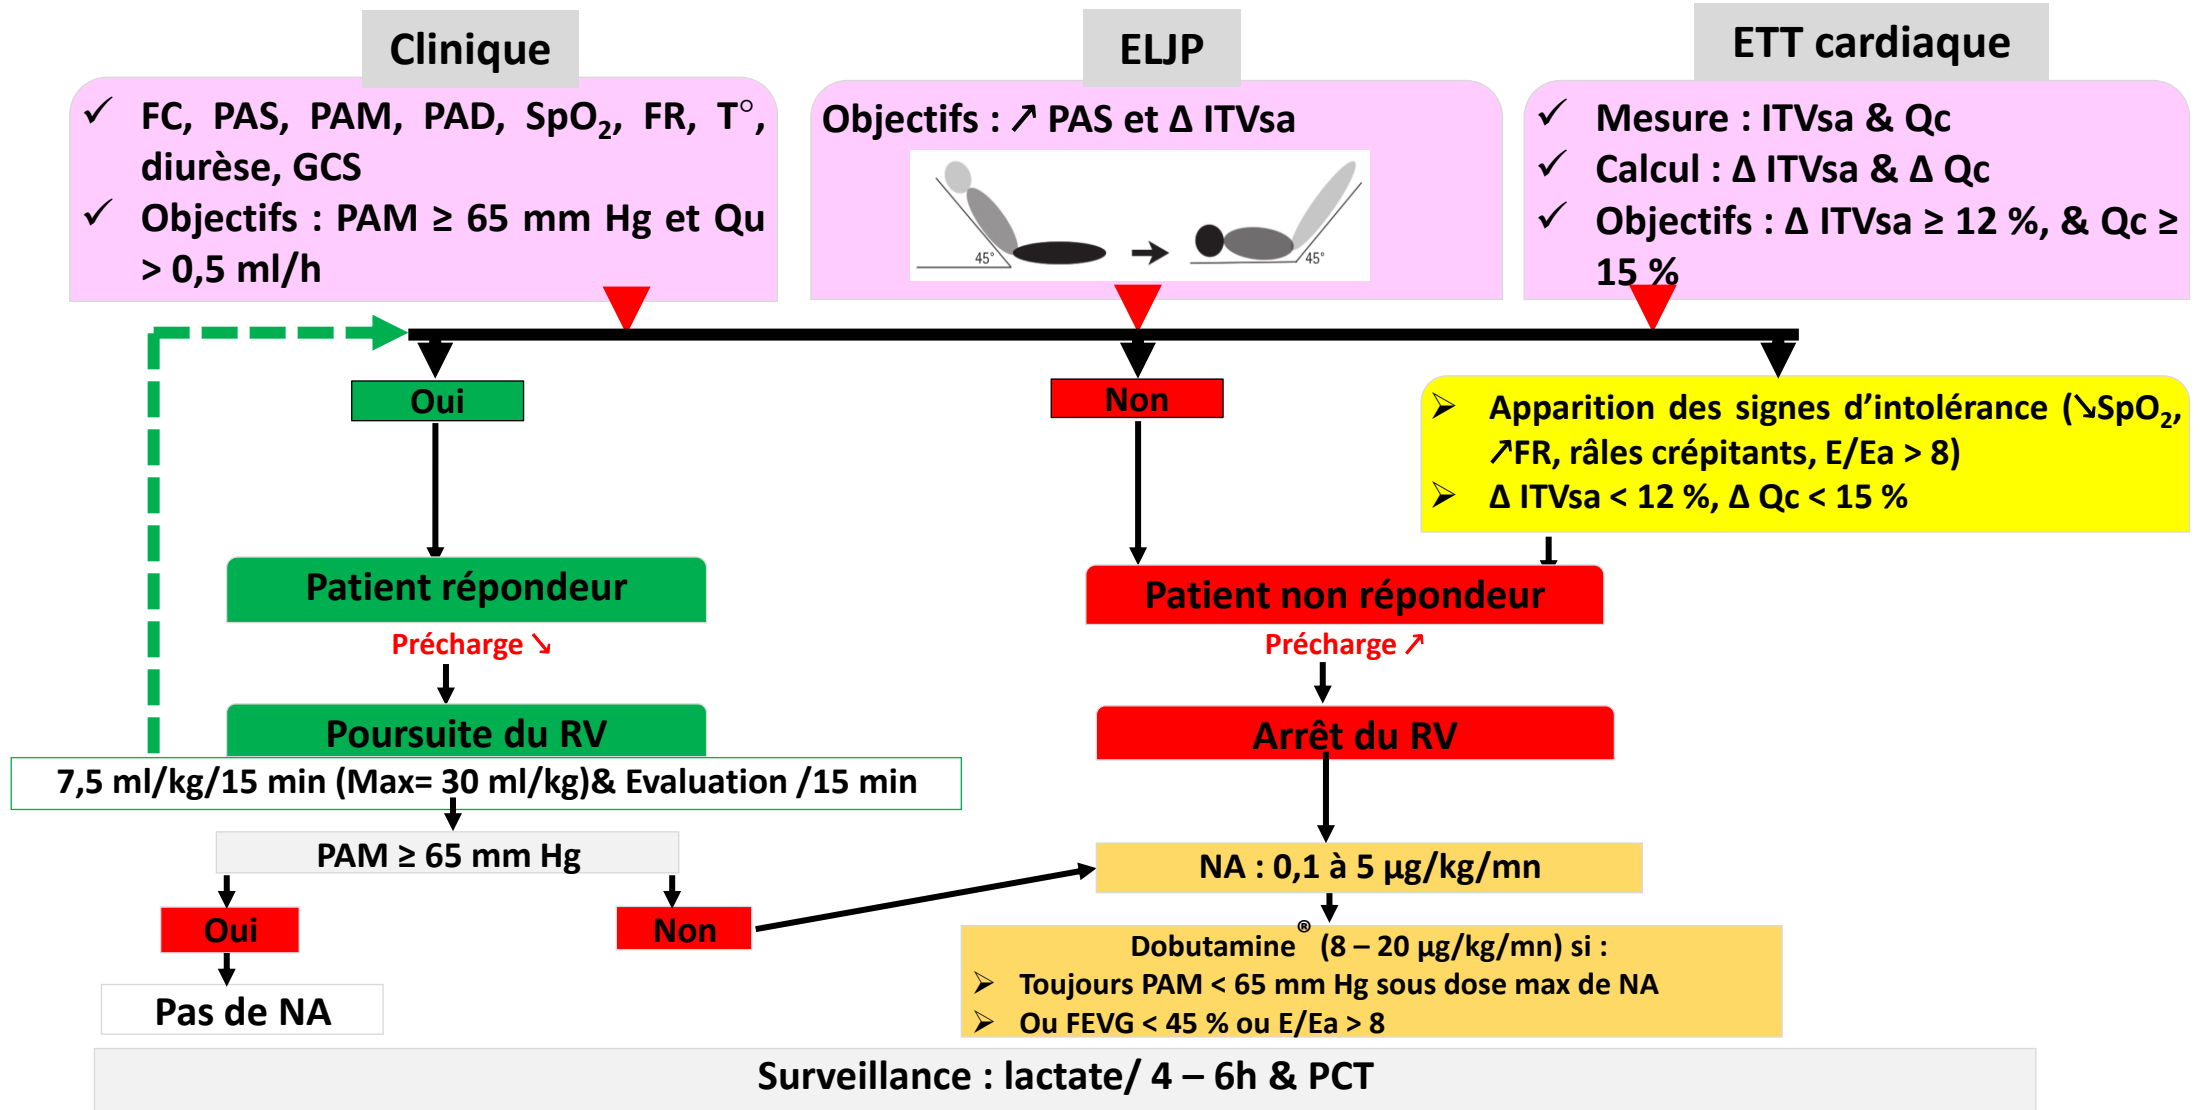 Clinique
FC, PAS, PAM, PAD, SpO₂, FR, T°,
diurèse, GCS
Objectifs : PAM ≥ 65 mm Hg et Qu
> 0,5 ml/h
ELJP
Objectifs : ↗ PAS et Δ ITVsa
45°
45°
ETT cardiaque
Mesure : ITVsa & Qc
Calcul : Δ ITVsa & Δ Qc
Objectifs : Δ ITVsa ≥ 12 %, & Qc ≥
15 %
Oui
Non
Apparition des signes d’intolérance (↘SpO₂,
↗FR, râles crépitants, E/Ea > 8)
Δ ITVsa < 12 %, Δ Qc < 15 %
Patient répondeur
Précharge ↘
Poursuite du RV
7,5 ml/kg/15 min (Max= 30 ml/kg)& Evaluation /15 min
PAM ≥ 65 mm Hg
Oui
Non
Pas de NA
Patient non répondeur
Précharge ↗
Arrêt du RV
NA : 0,1 à 5 µg/kg/mn
Dobutamine® (8 – 20 µg/kg/mn) si :
Toujours PAM < 65 mm Hg sous dose max de NA
Ou FEVG < 45 % ou E/Ea > 8
Surveillance : lactate/ 4 – 6h & PCT